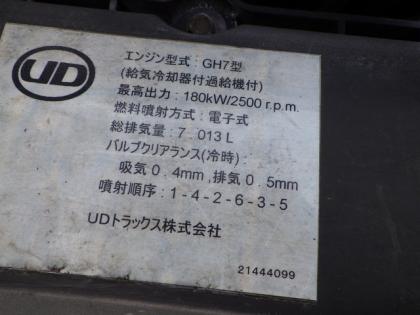 UD
エンジン型式：GH7型
(給気冷却器付過給機付)
最高出力：180kW/2500r.p.m.
燃料噴射方式：電子式
総排気量：7．013L
バルブクリアランス(冷時)：
吸気0．4mm，排気0．5mm
噴射順序：1-4-2-6-3-5
UDトラックス株式会社
21444099